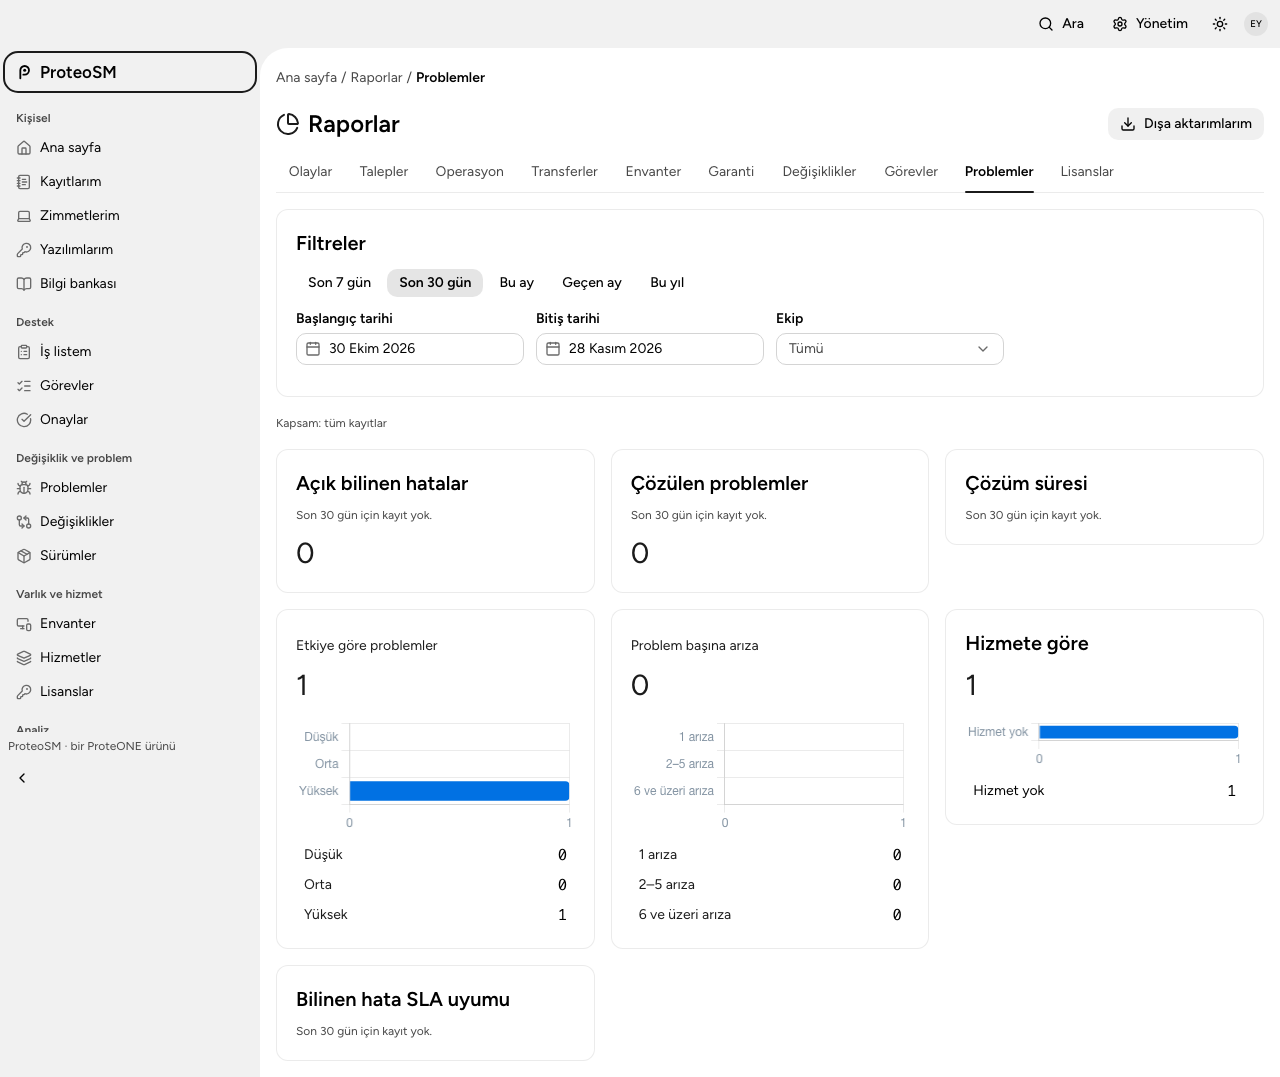 Ara
Yönetim
EY
ProteoSM
Kişisel
Ana sayfa
Kayıtlarım
Zimmetlerim
Yazılımlarım
Bilgi bankası
Destek
İş listem
Görevler
Onaylar
Değişiklik ve problem
Problemler
Değişiklikler
Sürümler
Varlık ve hizmet
Envanter
Hizmetler
Lisanslar
Analiz
ProteoSM · bir ProteONE ürünü
Ana sayfa / Raporlar / Problemler
Raporlar
Dışa aktarımlarım
Olaylar Talepler Operasyon Transferler Envanter Garanti Değişiklikler Görevler Problemler Lisanslar
Filtreler
Son 7 gün Son 30 gün Bu ay Geçen ay Bu yıl
Başlangıç tarihi Bitiş tarihi Ekip
30 Ekim 2026 28 Kasım 2026 Tümü
Kapsam: tüm kayıtlar
Açık bilinen hatalar
Son 30 gün için kayıt yok.
0
Çözülen problemler
Son 30 gün için kayıt yok.
0
Çözüm süresi
Son 30 gün için kayıt yok.
Etkiye göre problemler
1
Düşük
Orta
Yüksek
0 1
Düşük 0
Orta 0
Yüksek 1
Problem başına arıza
0
1 arıza
2–5 arıza
6 ve üzeri arıza
0 1
1 arıza 0
2–5 arıza 0
6 ve üzeri arıza 0
Hizmete göre
1
Hizmet yok
0 1
Hizmet yok 1
Bilinen hata SLA uyumu
Son 30 gün için kayıt yok.